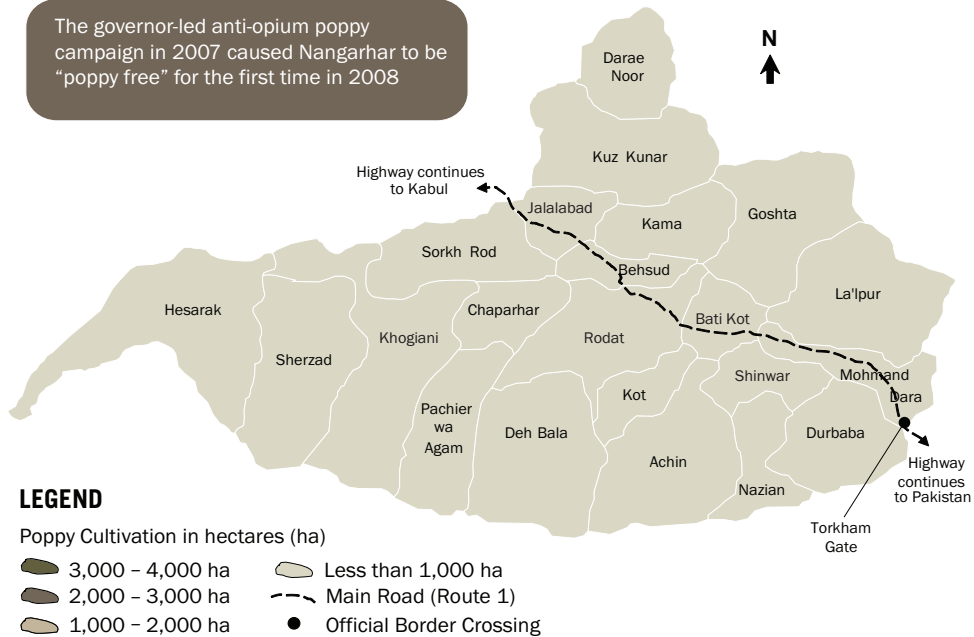 The governor-led anti-opium poppy
campaign in 2007 caused Nangarhar to be
“poppy free” for the first time in 2008
N
Darae
Noor
Kuz Kunar
Highway continues
to Kabul
Jalalabad
Kama
Goshta
Sorkh Rod
Behsud
La'lpur
Hesarak
Chaparhar
Bati Kot
Khogiani
Rodat
Sherzad
Shinwar
Mohmand
Dara
Kot
Pachier
wa
Agam
Deh Bala
Durbaba
Achin
Nazian
Highway
continues
to Pakistan
Torkham
Gate
LEGEND
Poppy Cultivation in hectares (ha)
3,000 – 4,000 ha
2,000 – 3,000 ha
1,000 – 2,000 ha
Less than 1,000 ha
Main Road (Route 1)
Official Border Crossing